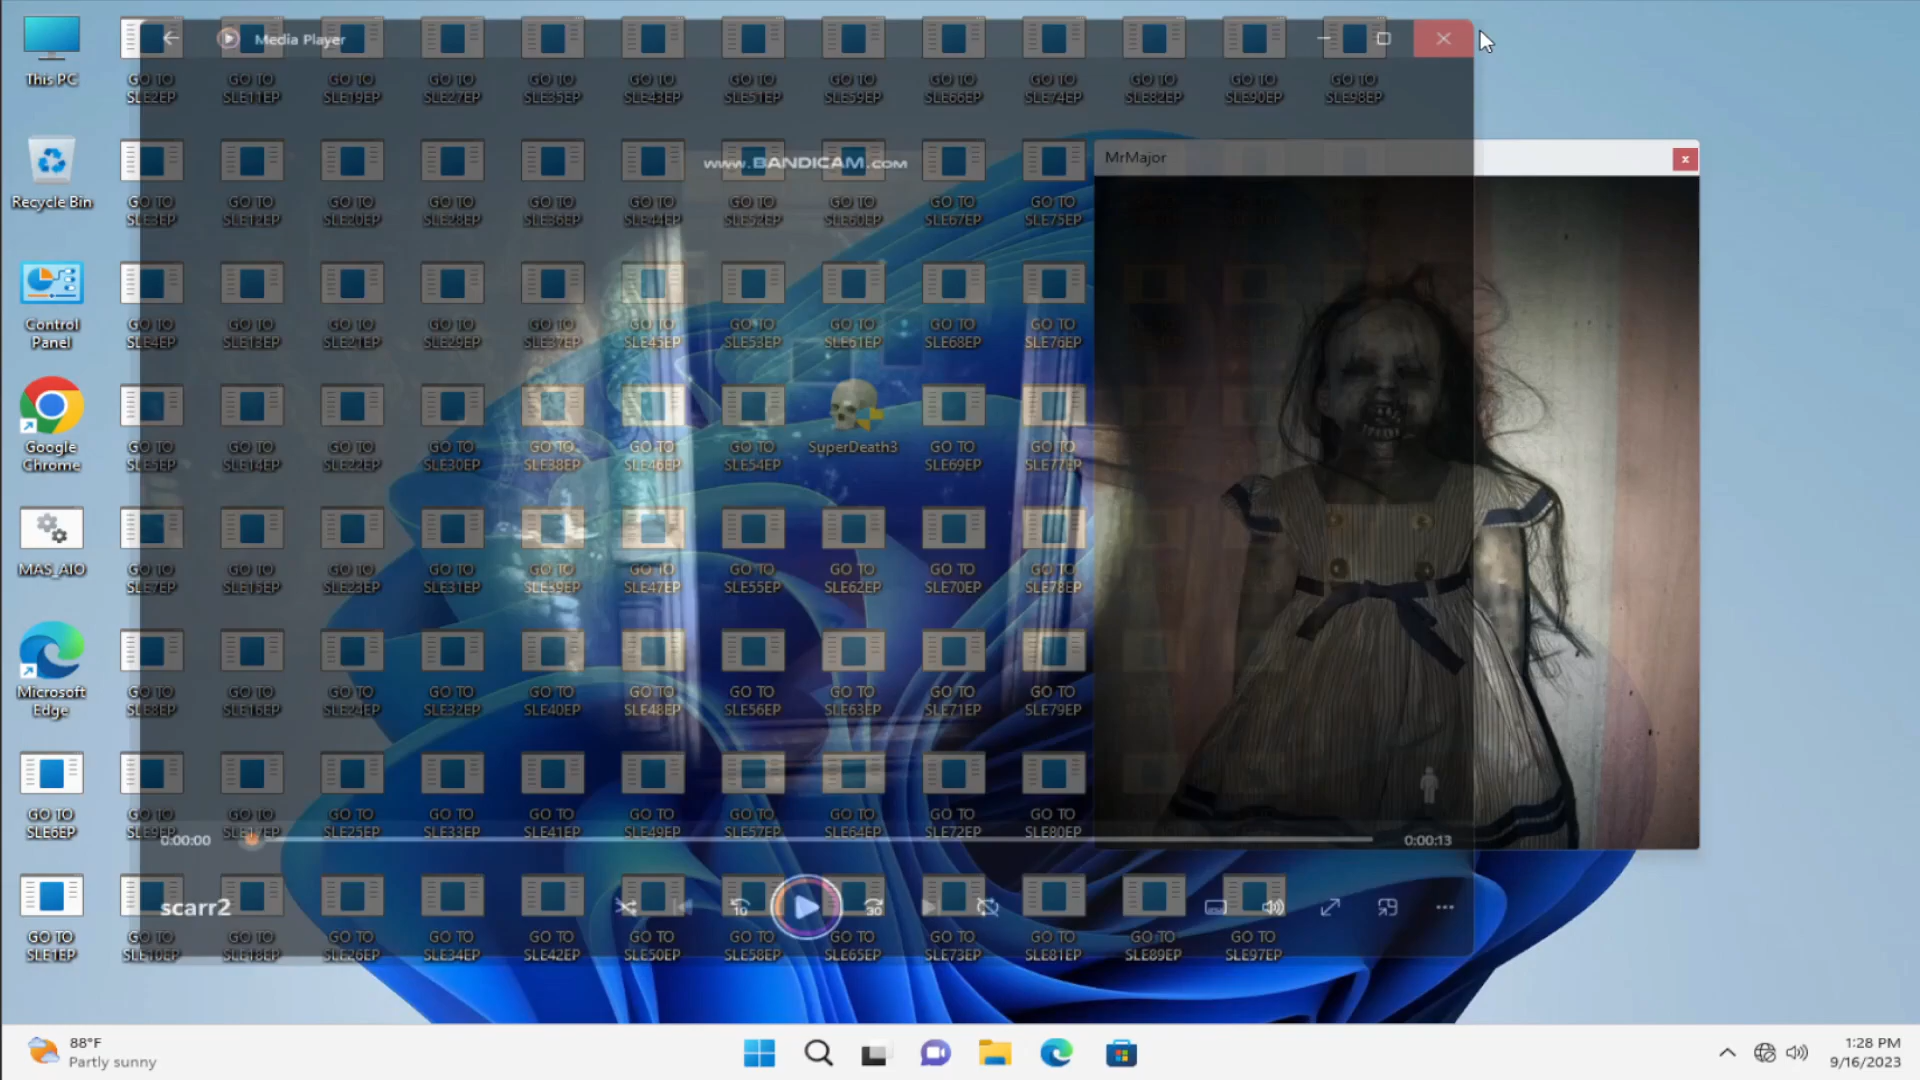 Media Player
This PC
GO TO GO TO GO TO GO TO GO TO GO TO GO TO GO TO GO TO GO TO GO TO GO TO GO TO
SLE2EP SLE11EP SLE19EP SLE27EP SLE35EP SLE43EP SLE51EP SLE59EP SLE66EP SLE74EP SLE82EP SLE90EP SLE98EP
www.BANDICAM.com
MrMajor
x
Recycle Bin
GO TO GO TO GO TO GO TO GO TO GO TO GO TO GO TO GO TO GO TO
SLE3EP SLE12EP SLE20EP SLE28EP SLE36EP SLE44EP SLE52EP SLE60EP SLE67EP SLE75EP
Control
Panel
GO TO GO TO GO TO GO TO GO TO GO TO GO TO GO TO GO TO GO TO
SLE4EP SLE13EP SLE21EP SLE29EP SLE37EP SLE45EP SLE53EP SLE61EP SLE68EP SLE76EP
Google
Chrome
GO TO GO TO GO TO GO TO GO TO GO TO GO TO SuperDeath3 GO TO GO TO
SLE5EP SLE14EP SLE22EP SLE30EP SLE38EP SLE46EP SLE54EP SLE69EP SLE77EP
MAS_AIO
GO TO GO TO GO TO GO TO GO TO GO TO GO TO GO TO GO TO GO TO
SLE7EP SLE15EP SLE23EP SLE31EP SLE39EP SLE47EP SLE55EP SLE62EP SLE70EP SLE78EP
Microsoft
Edge
GO TO GO TO GO TO GO TO GO TO GO TO GO TO GO TO GO TO GO TO
SLE8EP SLE16EP SLE24EP SLE32EP SLE40EP SLE48EP SLE56EP SLE63EP SLE71EP SLE79EP
GO TO GO TO GO TO GO TO GO TO GO TO GO TO GO TO GO TO GO TO GO TO
SLE6EP SLE9EP SLE17EP SLE25EP SLE33EP SLE41EP SLE49EP SLE57EP SLE64EP SLE72EP SLE80EP
0:00:00
0:00:13
scarr2
10
30
GO TO GO TO GO TO GO TO GO TO GO TO GO TO GO TO GO TO GO TO GO TO GO TO GO TO
SLE1EP SLE10EP SLE18EP SLE26EP SLE34EP SLE42EP SLE50EP SLE58EP SLE65EP SLE73EP SLE81EP SLE89EP SLE97EP
88°F
Partly sunny
1:28 PM
9/16/2023